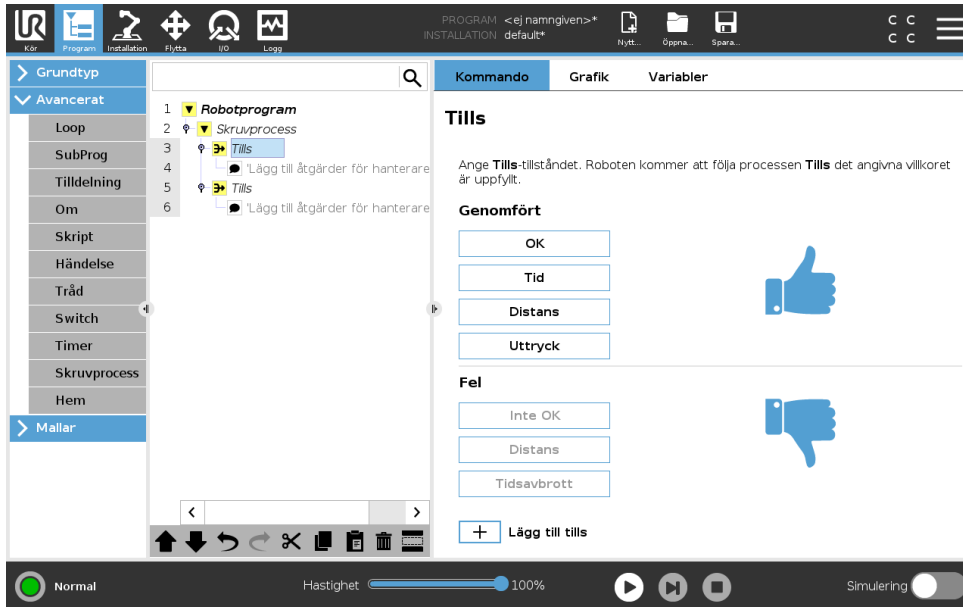 UR
PROGRAM <ej namngiven>*
INSTALLATION default*
Kör
Program
Installation
Flytta
I/O
Logg
Nytt...
Öppna...
Spara...
C C
C C
Grundtyp
Avancerat
Loop
SubProg
Tilldelning
Om
Skript
Händelse
Tråd
Switch
Timer
Skruvprocess
Hem
Mallar
1 Robotprogram
2 Skruvprocess
3 Tills
4 'Lägg till åtgärder för hanterare
5 Tills
6 'Lägg till åtgärder för hanterare
Kommando Grafik Variabler
Tills
Ange Tills-tillståndet. Roboten kommer att följa processen Tills det angivna villkoret
är uppfyllt.
Genomfört
OK
Tid
Distans
Uttryck
Fel
Inte OK
Distans
Tidsavbrott
+ Lägg till tills
Normal
Hastighet
100%
Simulering